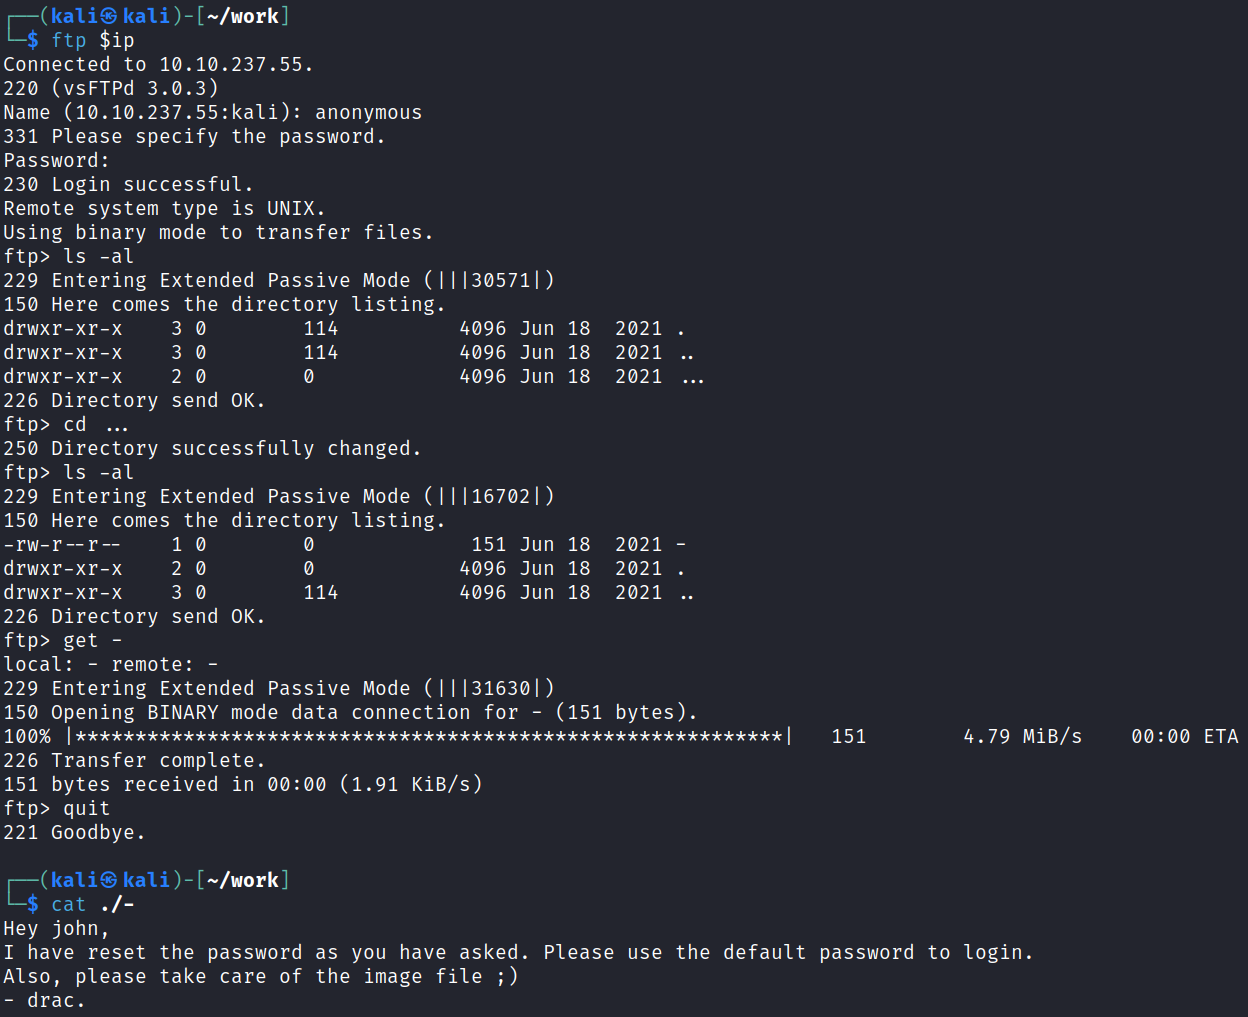 ┌──(kali㉿kali)-[~/work]
└─$ ftp $ip
Connected to 10.10.237.55.
220 (vsFTPd 3.0.3)
Name (10.10.237.55:kali): anonymous
331 Please specify the password.
Password:
230 Login successful.
Remote system type is UNIX.
Using binary mode to transfer files.
ftp> ls -al
229 Entering Extended Passive Mode (|||30571|)
150 Here comes the directory listing.
drwxr-xr-x    3 0        114          4096 Jun 18  2021 .
drwxr-xr-x    3 0        114          4096 Jun 18  2021 ..
drwxr-xr-x    2 0        0            4096 Jun 18  2021 ...
226 Directory send OK.
ftp> cd ...
250 Directory successfully changed.
ftp> ls -al
229 Entering Extended Passive Mode (|||16702|)
150 Here comes the directory listing.
-rw-r--r--    1 0        0             151 Jun 18  2021 -
drwxr-xr-x    2 0        0            4096 Jun 18  2021 .
drwxr-xr-x    3 0        114          4096 Jun 18  2021 ..
226 Directory send OK.
ftp> get -
local: - remote: -
229 Entering Extended Passive Mode (|||31630|)
150 Opening BINARY mode data connection for - (151 bytes).
100% |***********************************************************|   151        4.79 MiB/s    00:00 ETA
226 Transfer complete.
151 bytes received in 00:00 (1.91 KiB/s)
ftp> quit
221 Goodbye.
┌──(kali㉿kali)-[~/work]
└─$ cat ./-
Hey john,
I have reset the password as you have asked. Please use the default password to login.
Also, please take care of the image file ;)
- drac.